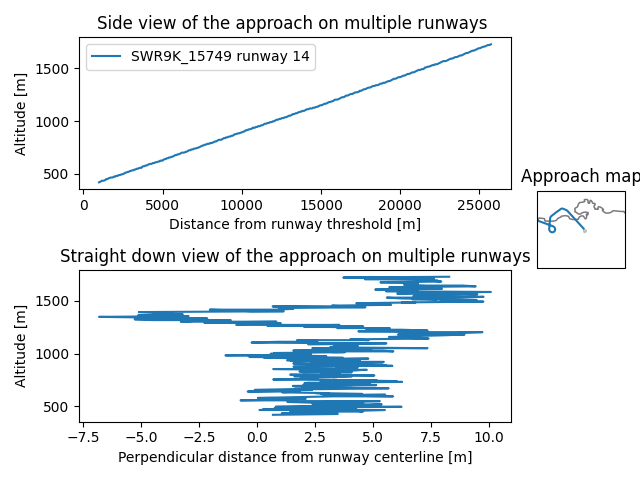 Side view of the approach on multiple runways
Altitude [m]
1500
1000
500
SWR9K_15749 runway 14
0 5000 10000 15000 20000 25000
Distance from runway threshold [m]
Approach map
Straight down view of the approach on multiple runways
Altitude [m]
1500
1000
500
−7.5 −5.0 −2.5 0.0 2.5 5.0 7.5 10.0
Perpendicular distance from runway centerline [m]